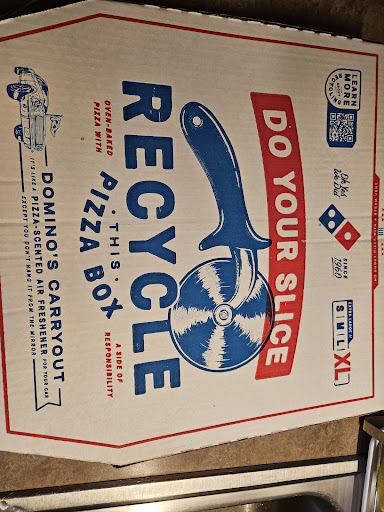 LEARN
MORE
Oh Yes
We Did
SINCE
1960
S M L XL
DO YOUR SLICE
RECYCLE
OVEN-BAKED
PIZZA WITH
• THIS •
PIZZA BOX
A SIDE OF
RESPONSIBILITY
DOMINO'S CARRYOUT
IT'S LIKE A PIZZA-SCENTED AIR FRESHENER FOR YOUR CAR
EXCEPT YOU DON'T HANG IT FROM THE MIRROR